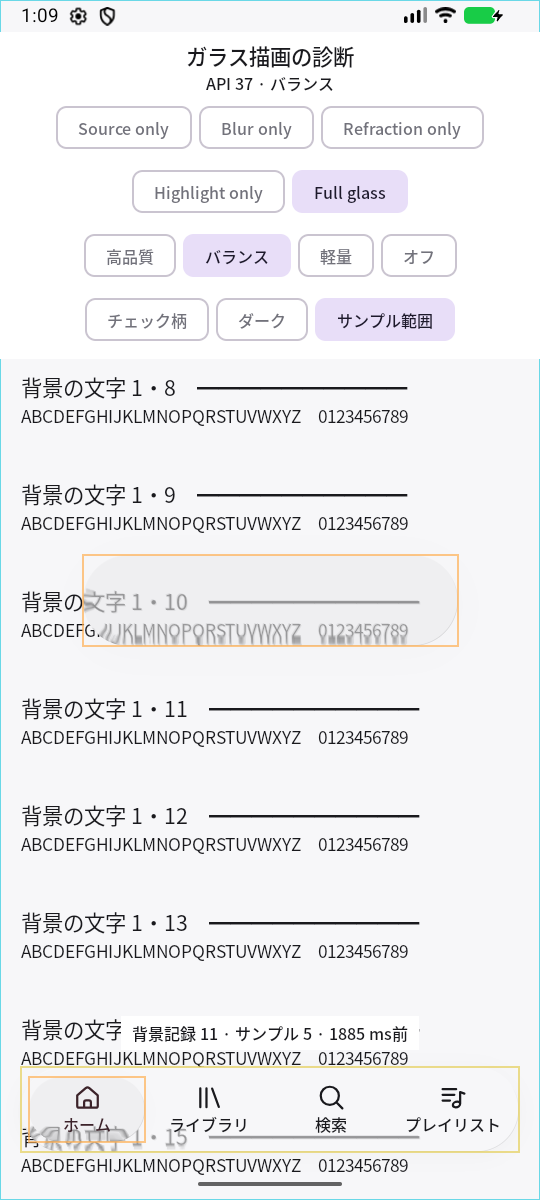 1:09
ガラス描画の診断
API 37 · バランス
Source only Blur only Refraction only
Highlight only Full glass
高品質 バランス 軽量 オフ
チェック柄 ダーク サンプル範囲
背景の文字 1・8
ABCDEFGHIJKLMNOPQRSTUVWXYZ 0123456789
背景の文字 1・9
ABCDEFGHIJKLMNOPQRSTUVWXYZ 0123456789
背景の文字 1・10
ABCDEFG JKLMNOPQRSTUVWXYZ 0123456789
背景の文字 1・11
ABCDEFGHIJKLMNOPQRSTUVWXYZ 0123456789
背景の文字 1・12
ABCDEFGHIJKLMNOPQRSTUVWXYZ 0123456789
背景の文字 1・13
ABCDEFGHIJKLMNOPQRSTUVWXYZ 0123456789
背景の文字
背景記録 11 · サンプル 5 · 1885 ms前
ABCDEFGHIJKLMNOPQRSTUVWXYZ 0123456789
ホーム ライブラリ 検索 プレイリスト
1・15
ABCDEFGHIJKLMNOPQRSTUVWXYZ 0123456789